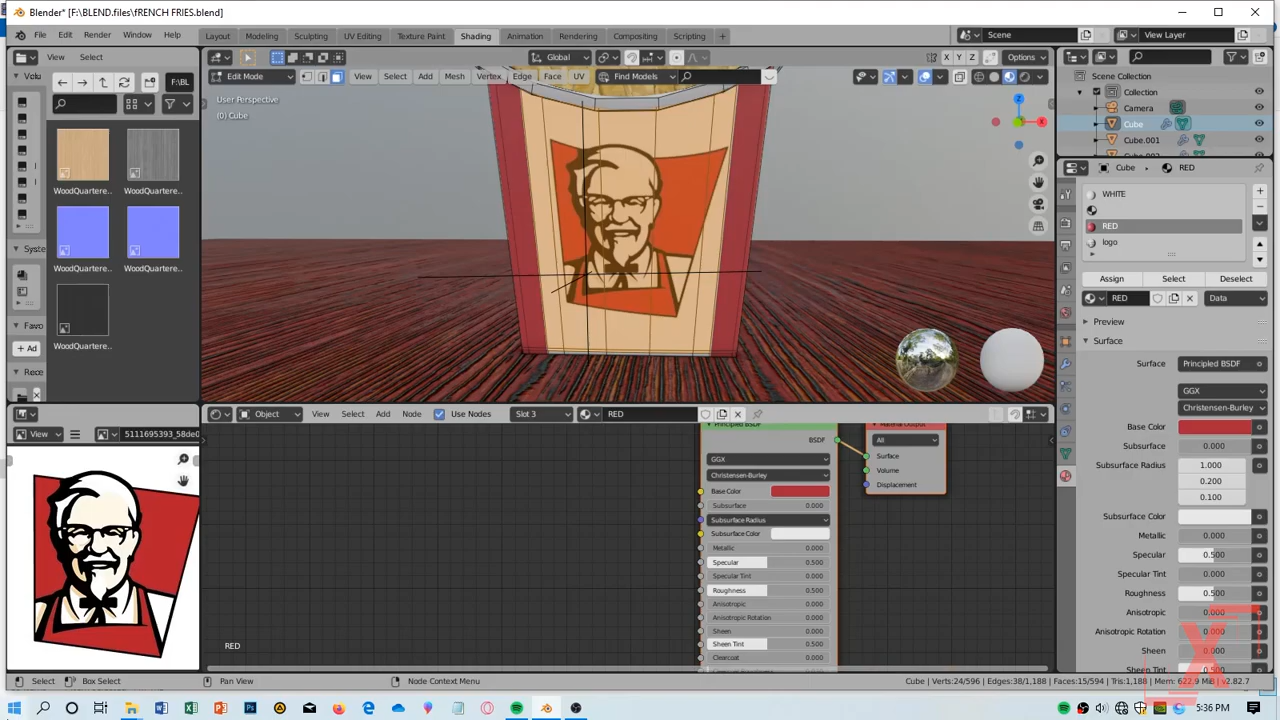 Blender* [F:\BLEND.files\fRENCH FRIES.blend]
File Edit Render Window Help Layout Modeling Sculpting UV Editing Texture Paint Shading Animation Rendering Compositing Scripting + Scene View Layer
View Select Global X Y Z Options
F:\BL Edit Mode View Select Add Mesh Vertex Edge Face UV Find Models
Volu
Syste
Favo
+ Ad
Rece
WoodQuartere.. WoodQuartere..
WoodQuartere.. WoodQuartere..
WoodQuartere..
User Perspective
(0) Cube
X
Scene Collection
Collection
Camera
Cube
Cube.001
Cube RED
WHITE
RED
logo
Assign Select Deselect
RED Data
Preview
Surface
Surface Principled BSDF
GGX
Christensen-Burley
Base Color
Subsurface 0.000
Subsurface Radius 1.000
0.200
0.100
Subsurface Color
Metallic 0.000
Specular 0.500
Specular Tint 0.000
Roughness 0.500
Anisotropic 0.000
Anisotropic Rotation 0.000
Sheen 0.000
Sheen Tint 0.500
View 5111695393_58de0
Object View Select Add Node Use Nodes Slot 3 RED
Principled BSDF
BSDF
GGX
Christensen-Burley
Base Color
Subsurface 0.000
Subsurface Radius
Subsurface Color
Metallic 0.000
Specular 0.500
Specular Tint 0.000
Roughness 0.500
Anisotropic 0.000
Anisotropic Rotation 0.000
Sheen 0.000
Sheen Tint 0.500
Clearcoat 0.000
Material Output
All
Surface
Volume
Displacement
RED
Select Box Select Pan View Node Context Menu Cube | Verts:24/596 | Edges:38/1,188 | Faces:15/594 | Tris:1,188 | Mem: 622.9 MiB | v2.82.7
5:36 PM